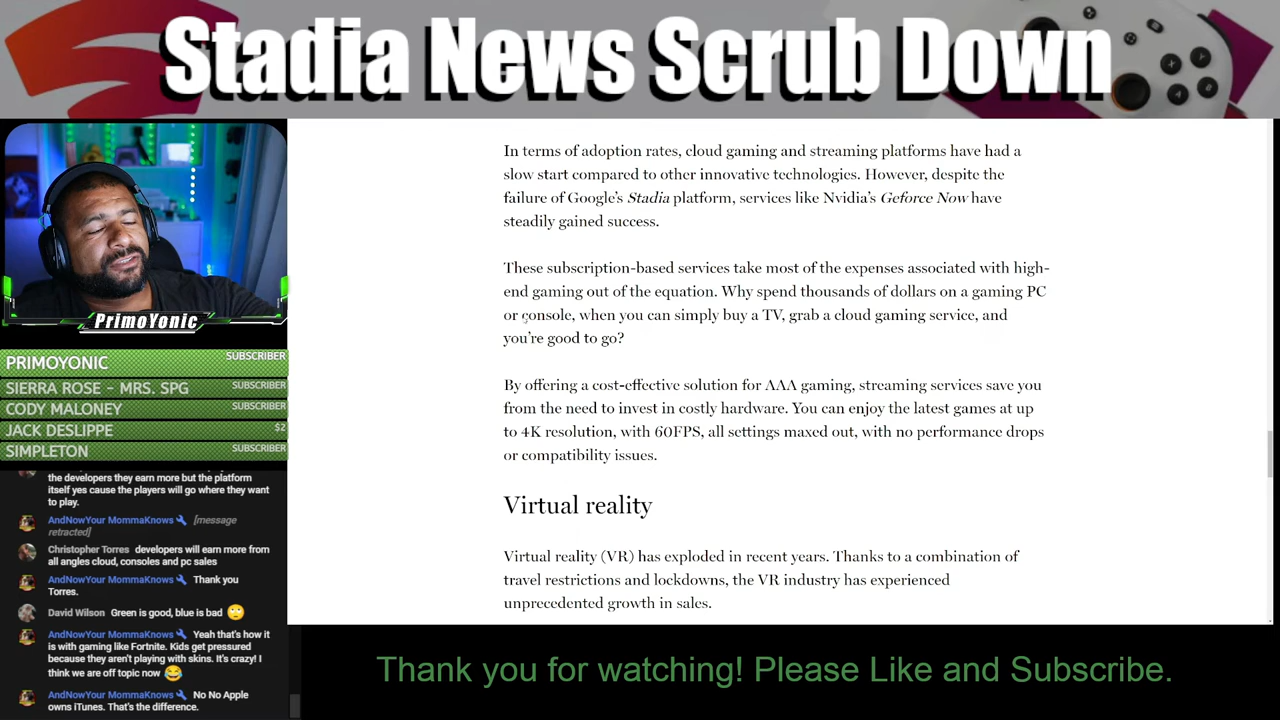 Stadia News Scrub Down
In terms of adoption rates, cloud gaming and streaming platforms have had a
slow start compared to other innovative technologies. However, despite the
failure of Google's Stadia platform, services like Nvidia's Geforce Now have
steadily gained success.
These subscription-based services take most of the expenses associated with high-
end gaming out of the equation. Why spend thousands of dollars on a gaming PC
or console, when you can simply buy a TV, grab a cloud gaming service, and
you're good to go?
By offering a cost-effective solution for AAA gaming, streaming services save you
from the need to invest in costly hardware. You can enjoy the latest games at up
to 4K resolution, with 60FPS, all settings maxed out, with no performance drops
or compatibility issues.
Virtual reality
Virtual reality (VR) has exploded in recent years. Thanks to a combination of
travel restrictions and lockdowns, the VR industry has experienced
unprecedented growth in sales.
PrimoYonic
PRIMOYONIC SUBSCRIBER
SIERRA ROSE - MRS. SPG SUBSCRIBER
CODY MALONEY SUBSCRIBER
JACK DESLIPPE $2
SIMPLETON SUBSCRIBER
the developers they earn more but the platform
itself yes cause the players will go where they want
to play.
AndNowYour MommaKnows [message
retracted]
Christopher Torres developers will earn more from
all angles cloud, consoles and pc sales
AndNowYour MommaKnows Thank you
Torres.
David Wilson Green is good, blue is bad 🙄
AndNowYour MommaKnows Yeah that's how it
is with gaming like Fortnite. Kids get pressured
because they aren't playing with skins. It's crazy! I
think we are off topic now 😂
AndNowYour MommaKnows No No Apple
owns iTunes. That's the difference.
Thank you for watching! Please Like and Subscribe.